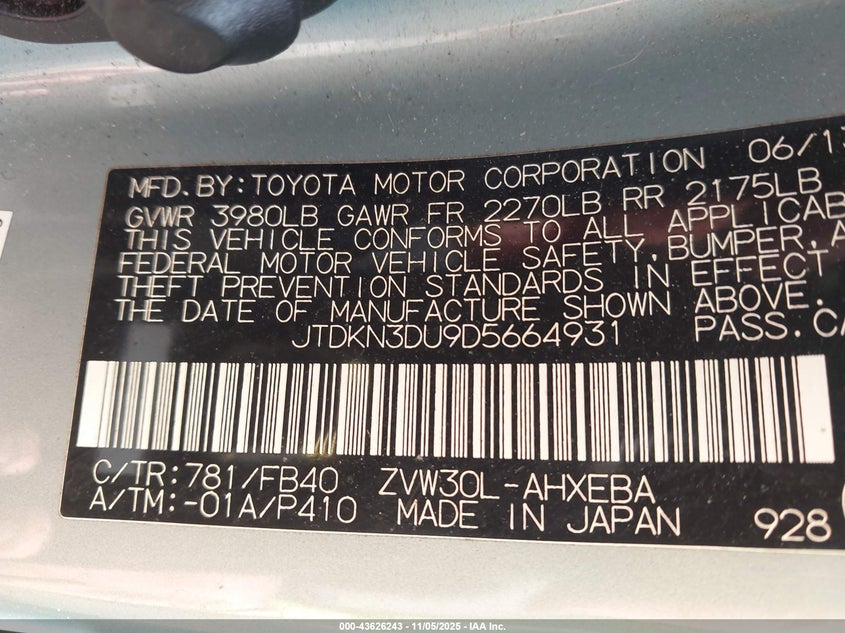 MFD.BY:TOYOTA MOTOR CORPORATION 06/13
GVWR 3980LB GAWR FR 2270LB RR 2175LB
THIS VEHICLE CONFORMS TO ALL APPLICAB
FEDERAL MOTOR VEHICLE SAFETY,BUMPER,A
THEFT PREVENTION STANDARDS IN EFFECT
THE DATE OF MANUFACTURE SHOWN ABOVE.
JTDKN3DU9D5664931 PASS.CA
C/TR:781/FB40 ZVW30L-AHXEBA
A/TM:-01A/P410 MADE IN JAPAN 928
000-43626243 - 11/05/2025 - IAA Inc.